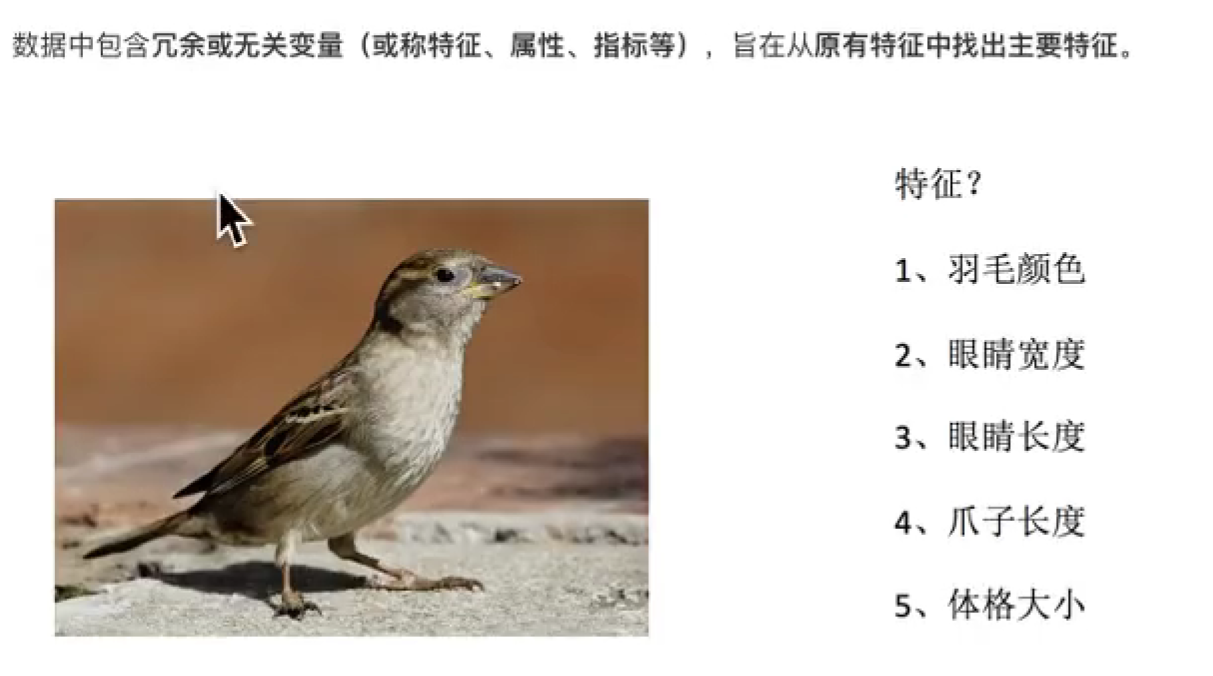 数据中包含冗余或无关变量（或称特征、属性、指标等），旨在从原有特征中找出主要特征。
特征？
1、羽毛颜色
2、眼睛宽度
3、眼睛长度
4、爪子长度
5、体格大小